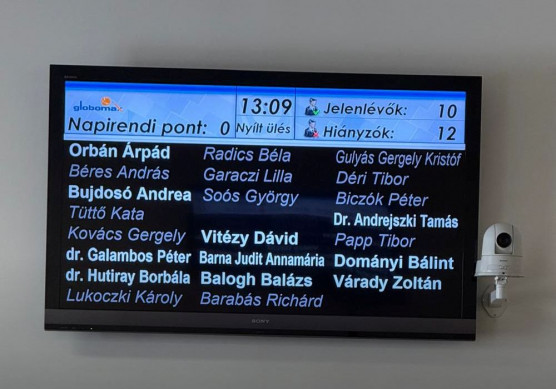 globomax
13:09
Jelenlévők: 10
Napirendi pont: 0
Nyílt ülés
Hiányzók: 12
Orbán Árpád
Radics Béla
Gulyás Gergely Kristóf
Béres András
Garaczi Lilla
Déri Tibor
Bujdosó Andrea
Soós György
Biczók Péter
Tüttő Kata
Dr. Andrejszki Tamás
Kovács Gergely
Vitézy Dávid
Papp Tibor
dr. Galambos Péter
Barna Judit Annamária
Dományi Bálint
dr. Hutiray Borbála
Balogh Balázs
Várady Zoltán
Lukoczki Károly
Barabás Richárd
SONY